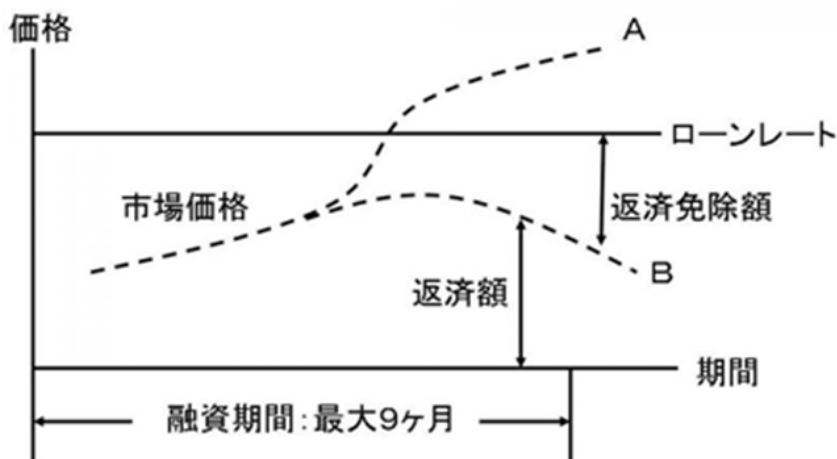 価格
A
ローンレート
市場価格
返済免除額
B
返済額
期間
融資期間:最大9ヶ月